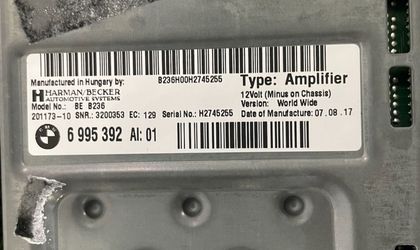 Manufactured in Hungary by:
B236H00H2745255
HARMAN/BECKER
AUTOMOTIVE SYSTEMS
Type: Amplifier
12Volt (Minus on Chassis)
Model No.: BE B236
Version: World Wide
201173-10 SNR.: 3200353 EC: 129
Serial No.: H2745255
Date of Manufacture: 07.08.17
6 995 392 AI: 01